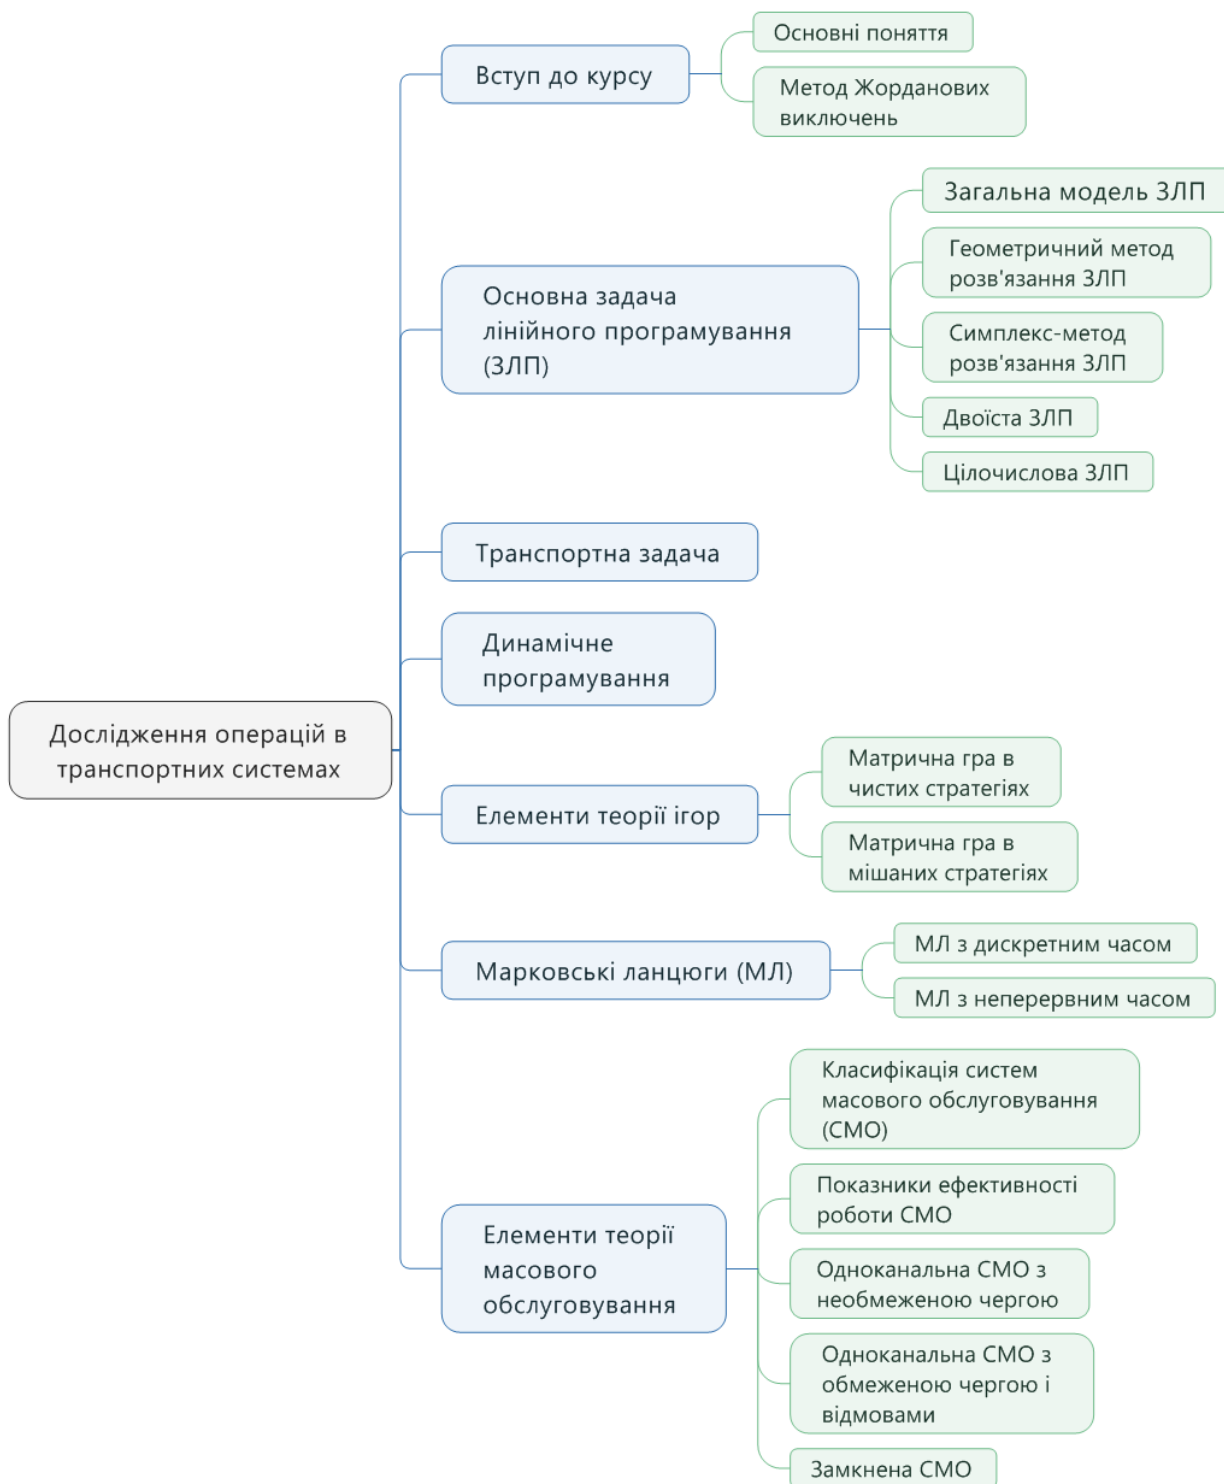 Основні поняття
Вступ до курсу
Метод Жорданових
виключень
Загальна модель ЗЛП
Геометричний метод
розв'язання ЗЛП
Основна задача
лінійного програмування
(ЗЛП)
Симплекс-метод
розв'язання ЗЛП
Двоїста ЗЛП
Цілочислова ЗЛП
Транспортна задача
Динамічне
програмування
Дослідження операцій в
транспортних системах
Матрична гра в
чистих стратегіях
Елементи теорії ігор
Матрична гра в
мішаних стратегіях
МЛ з дискретним часом
Марковські ланцюги (МЛ)
МЛ з неперервним часом
Класифікація систем
масового обслуговування
(СМО)
Показники ефективності
роботи СМО
Елементи теорії
масового
обслуговування
Одноканальна СМО з
необмеженою чергою
Одноканальна СМО з
обмеженою чергою і
відмовами
Замкнена СМО